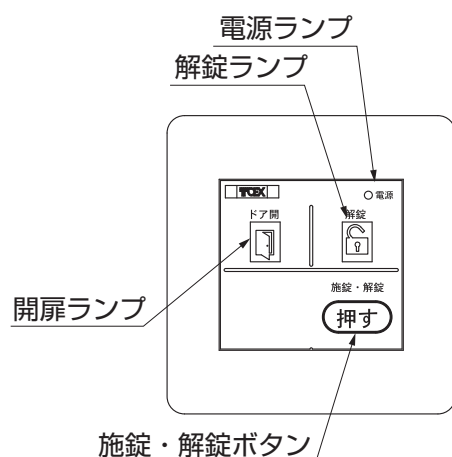 電源ランプ
解錠ランプ
TOEX
電源
ドア開
解錠
開扉ランプ
施錠・解錠
押す
施錠・解錠ボタン